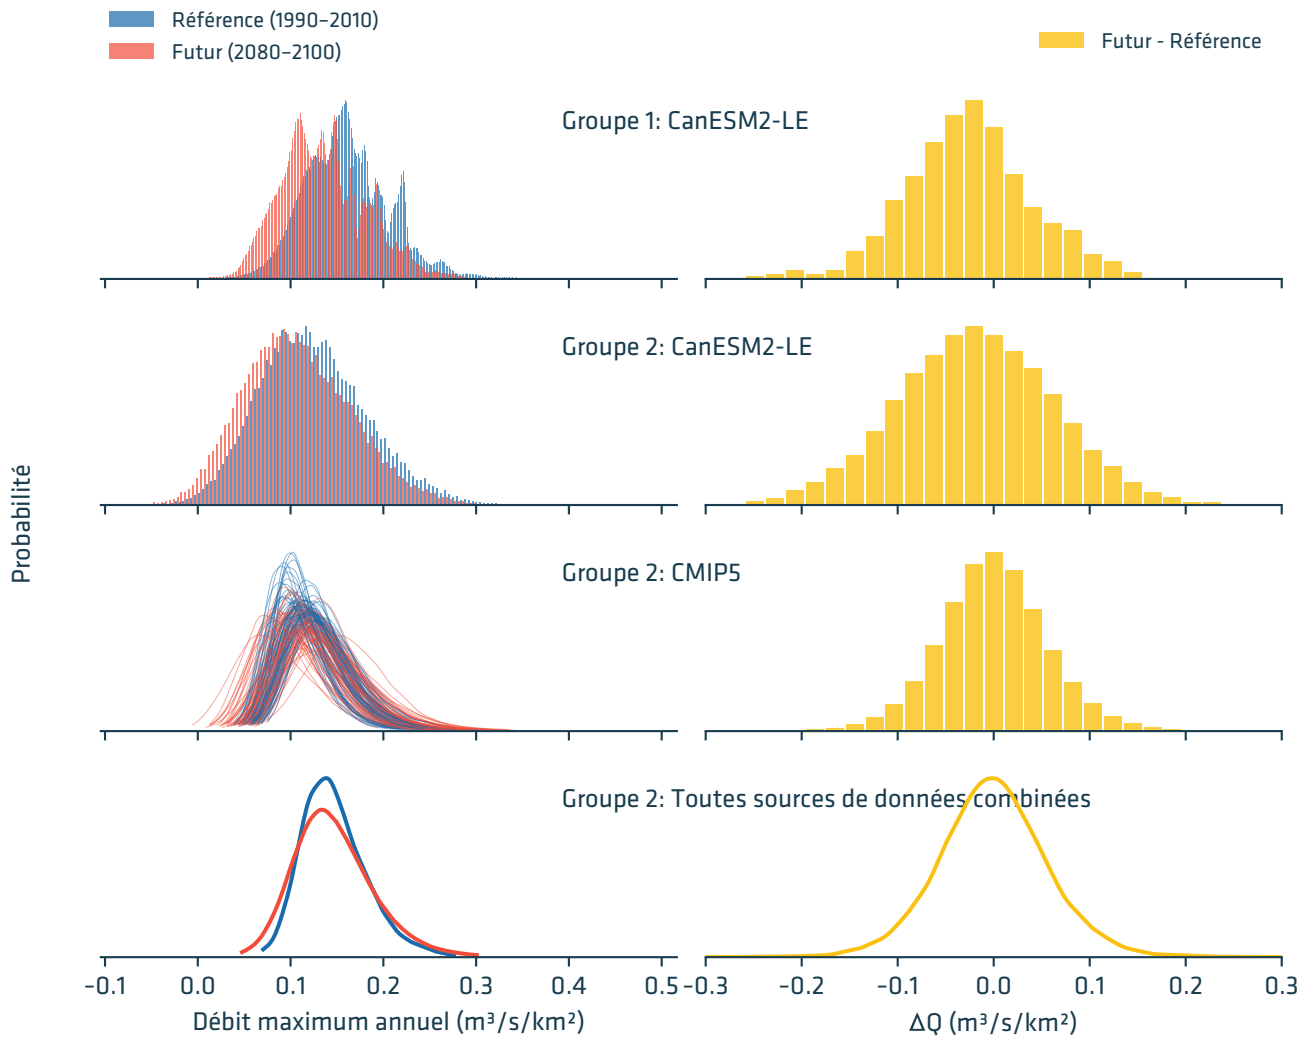 Référence (1990–2010)
Futur (2080–2100)
Futur - Référence
Groupe 1: CanESM2-LE
Groupe 2: CanESM2-LE
Probabilité
Groupe 2: CMIP5
Groupe 2: Toutes sources de données combinées
-0.1 0.0 0.1 0.2 0.3 0.4 0.5 -0.3 -0.2 -0.1 0.0 0.1 0.2 0.3
Débit maximum annuel (m³/s/km²)
ΔQ (m³/s/km²)